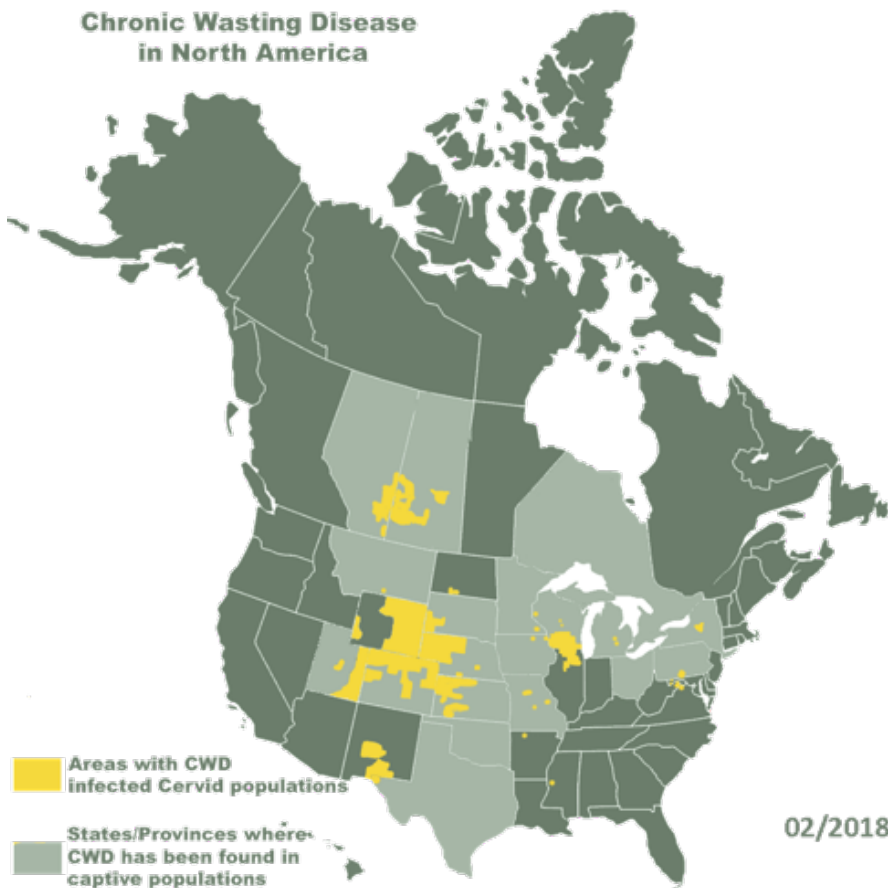 Chronic Wasting Disease
in North America
Areas with CWD
infected Cervid populations
States/Provinces where
CWD has been found in
captive populations
02/2018